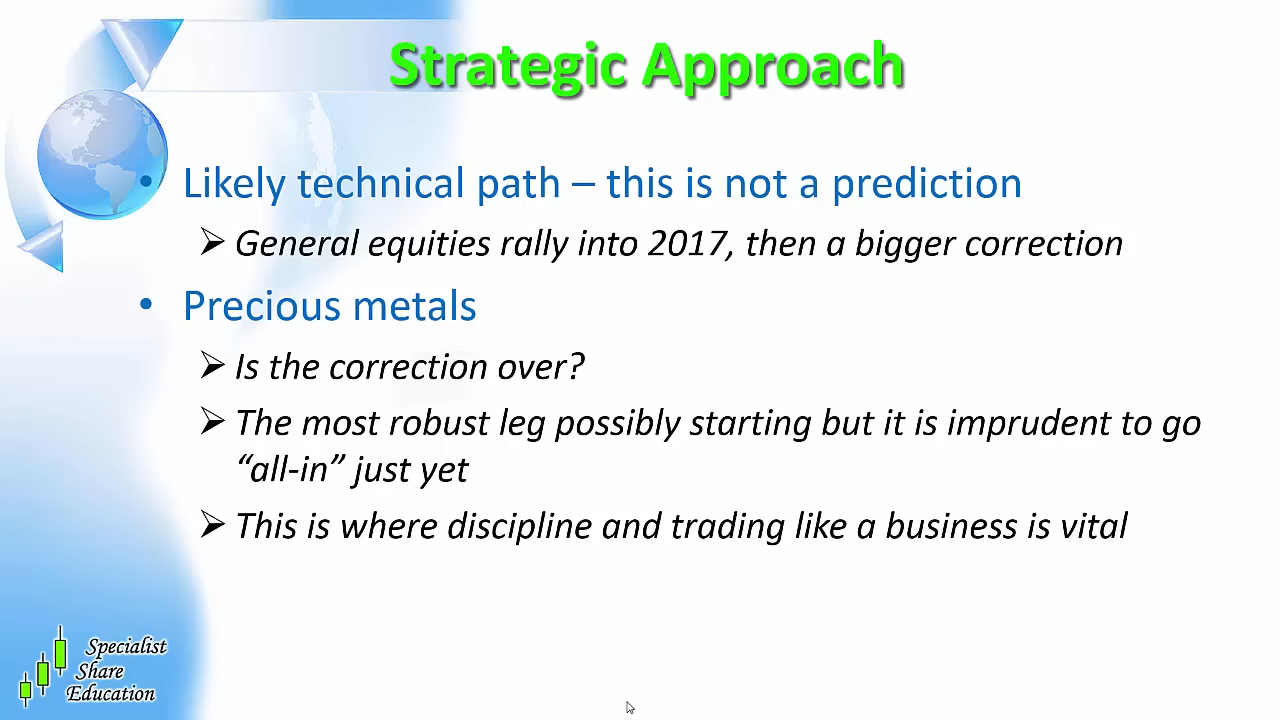 Strategic Approach
• Likely technical path – this is not a prediction
➢ General equities rally into 2017, then a bigger correction
• Precious metals
➢ Is the correction over?
➢ The most robust leg possibly starting but it is imprudent to go
“all-in” just yet
➢ This is where discipline and trading like a business is vital
Specialist
Share
Education